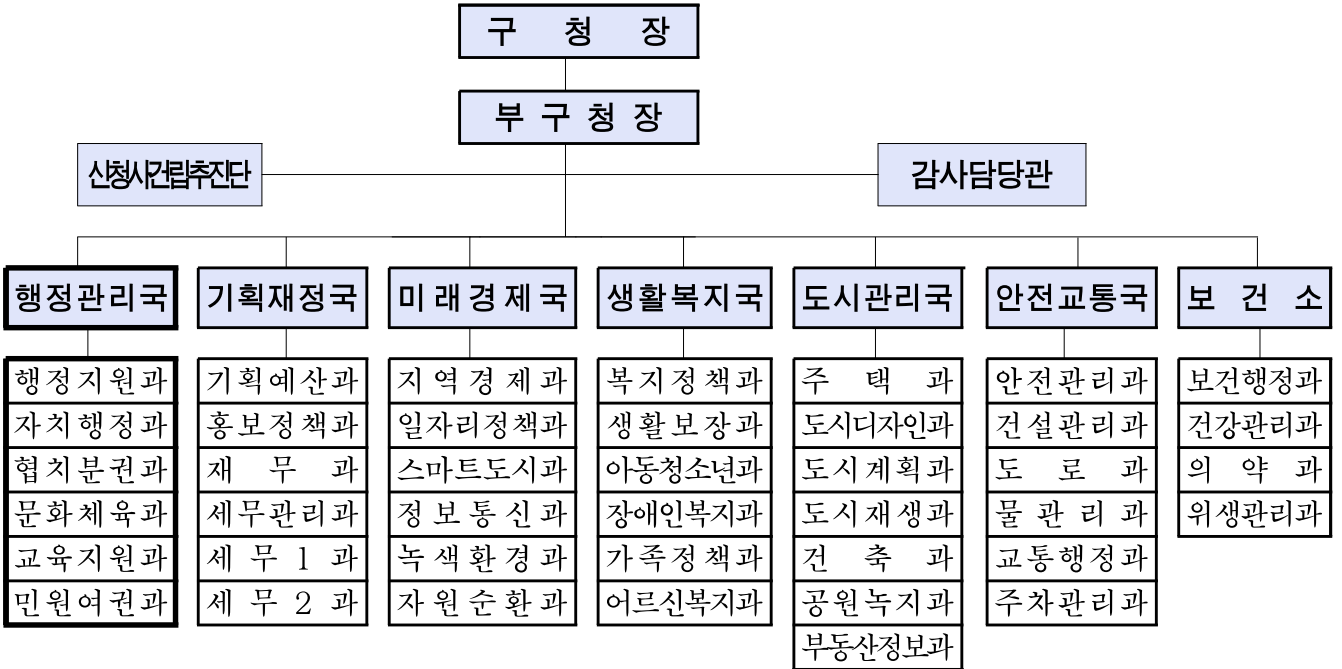 구 청 장
부 구 청 장
신청사건립추진단
감사담당관
행정관리국
기획재정국
미래경제국
생활복지국
도시관리국
안전교통국
보 건 소
행정지원과
자치행정과
협치분권과
문화체육과
교육지원과
민원여권과
기획예산과
홍보정책과
재 무 과
세무관리과
세 무 1 과
세 무 2 과
지역경제과
일자리정책과
스마트도시과
정보통신과
녹색환경과
자원순환과
복지정책과
생활보장과
아동청소년과
장애인복지과
가족정책과
어르신복지과
주 택 과
도시디자인과
도시계획과
도시재생과
건 축 과
공원녹지과
부동산정보과
안전관리과
건설관리과
도 로 과
물 관 리 과
교통행정과
주차관리과
보건행정과
건강관리과
의 약 과
위생관리과